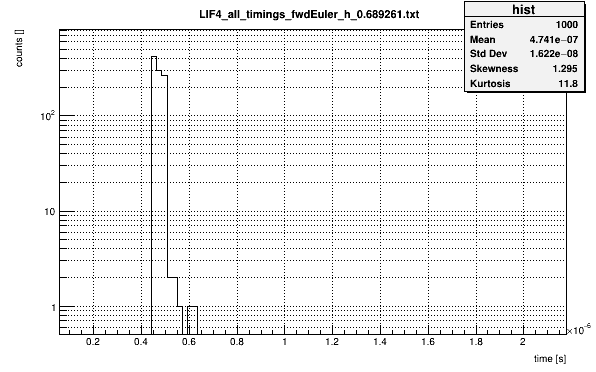 LIF4_all_timings_fwdEuler_h_0.689261.txt
hist
Entries 1000
Mean 4.741e−07
Std Dev 1.622e−08
Skewness 1.295
Kurtosis 11.8
counts []
10²
10
1
0.2 0.4 0.6 0.8 1 1.2 1.4 1.6 1.8 2
×10⁻⁶
time [s]